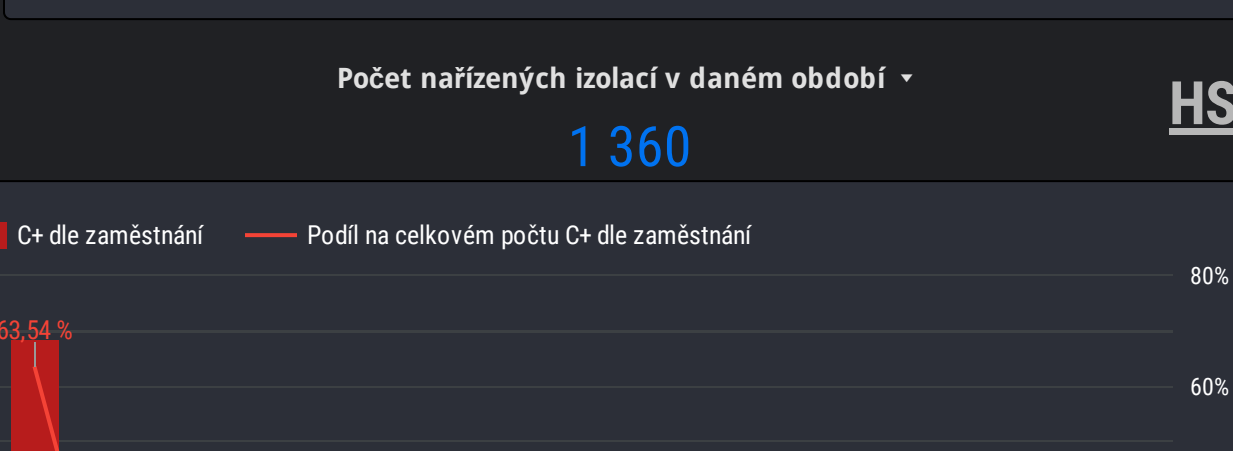 Počet nařízených izolací v daném období
HS
1 360
C+ dle zaměstnání Podíl na celkovém počtu C+ dle zaměstnání
80%
63,54 %
60%